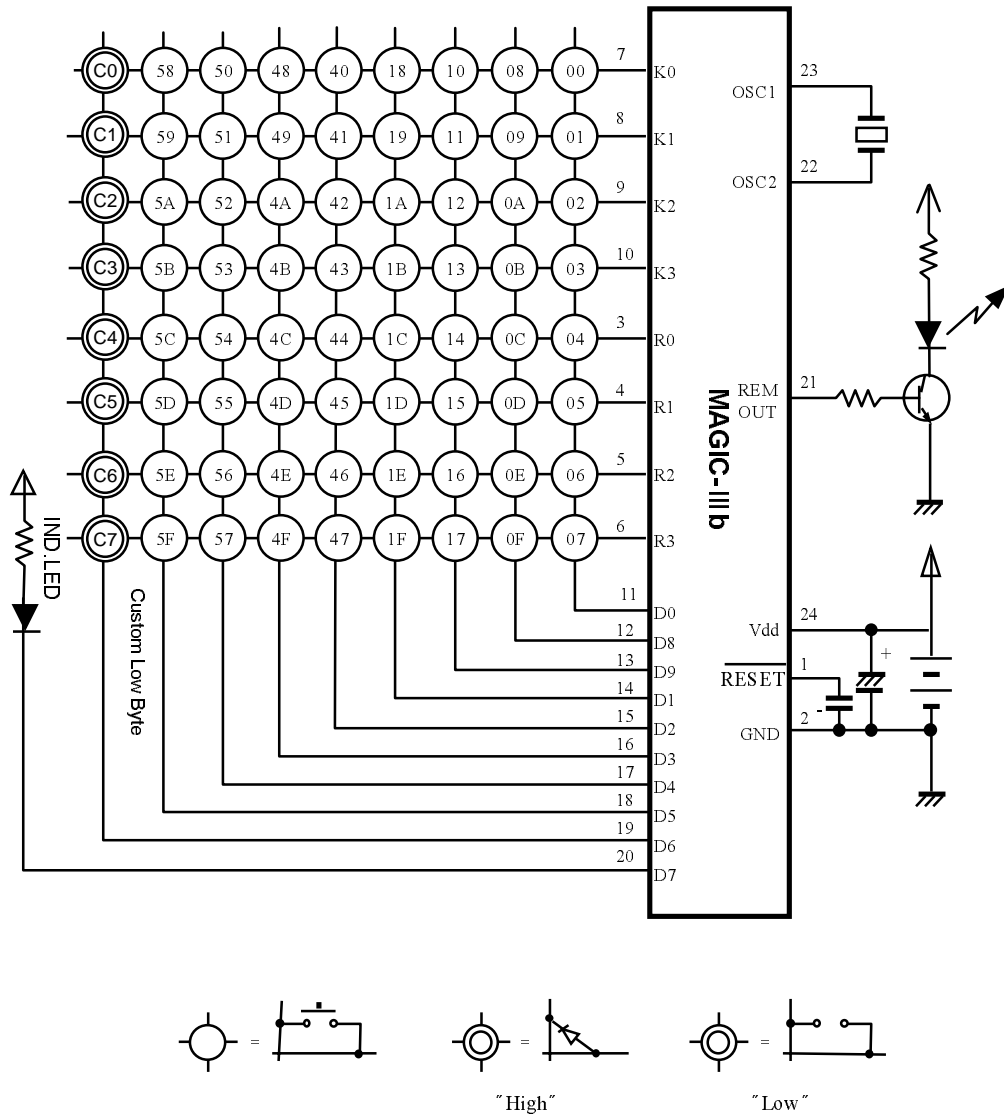 C0 58 50 48 40 18 10 08 00 7 K0
C1 59 51 49 41 19 11 09 01 8 K1
C2 5A 52 4A 42 1A 12 0A 02 9 K2
C3 5B 53 4B 43 1B 13 0B 03 10 K3
C4 5C 54 4C 44 1C 14 0C 04 3 R0
C5 5D 55 4D 45 1D 15 0D 05 4 R1
C6 5E 56 4E 46 1E 16 0E 06 5 R2
C7 5F 57 4F 47 1F 17 0F 07 6 R3
IND.LED
Custom Low Byte
11 D0
12 D8
13 D9
14 D1
15 D2
16 D3
17 D4
18 D5
19 D6
20 D7
MAGIC-IIIb
OSC1 23
OSC2 22
REM OUT 21
Vdd 24
+
RESET 1
-
GND 2
= = =
"High" "Low"